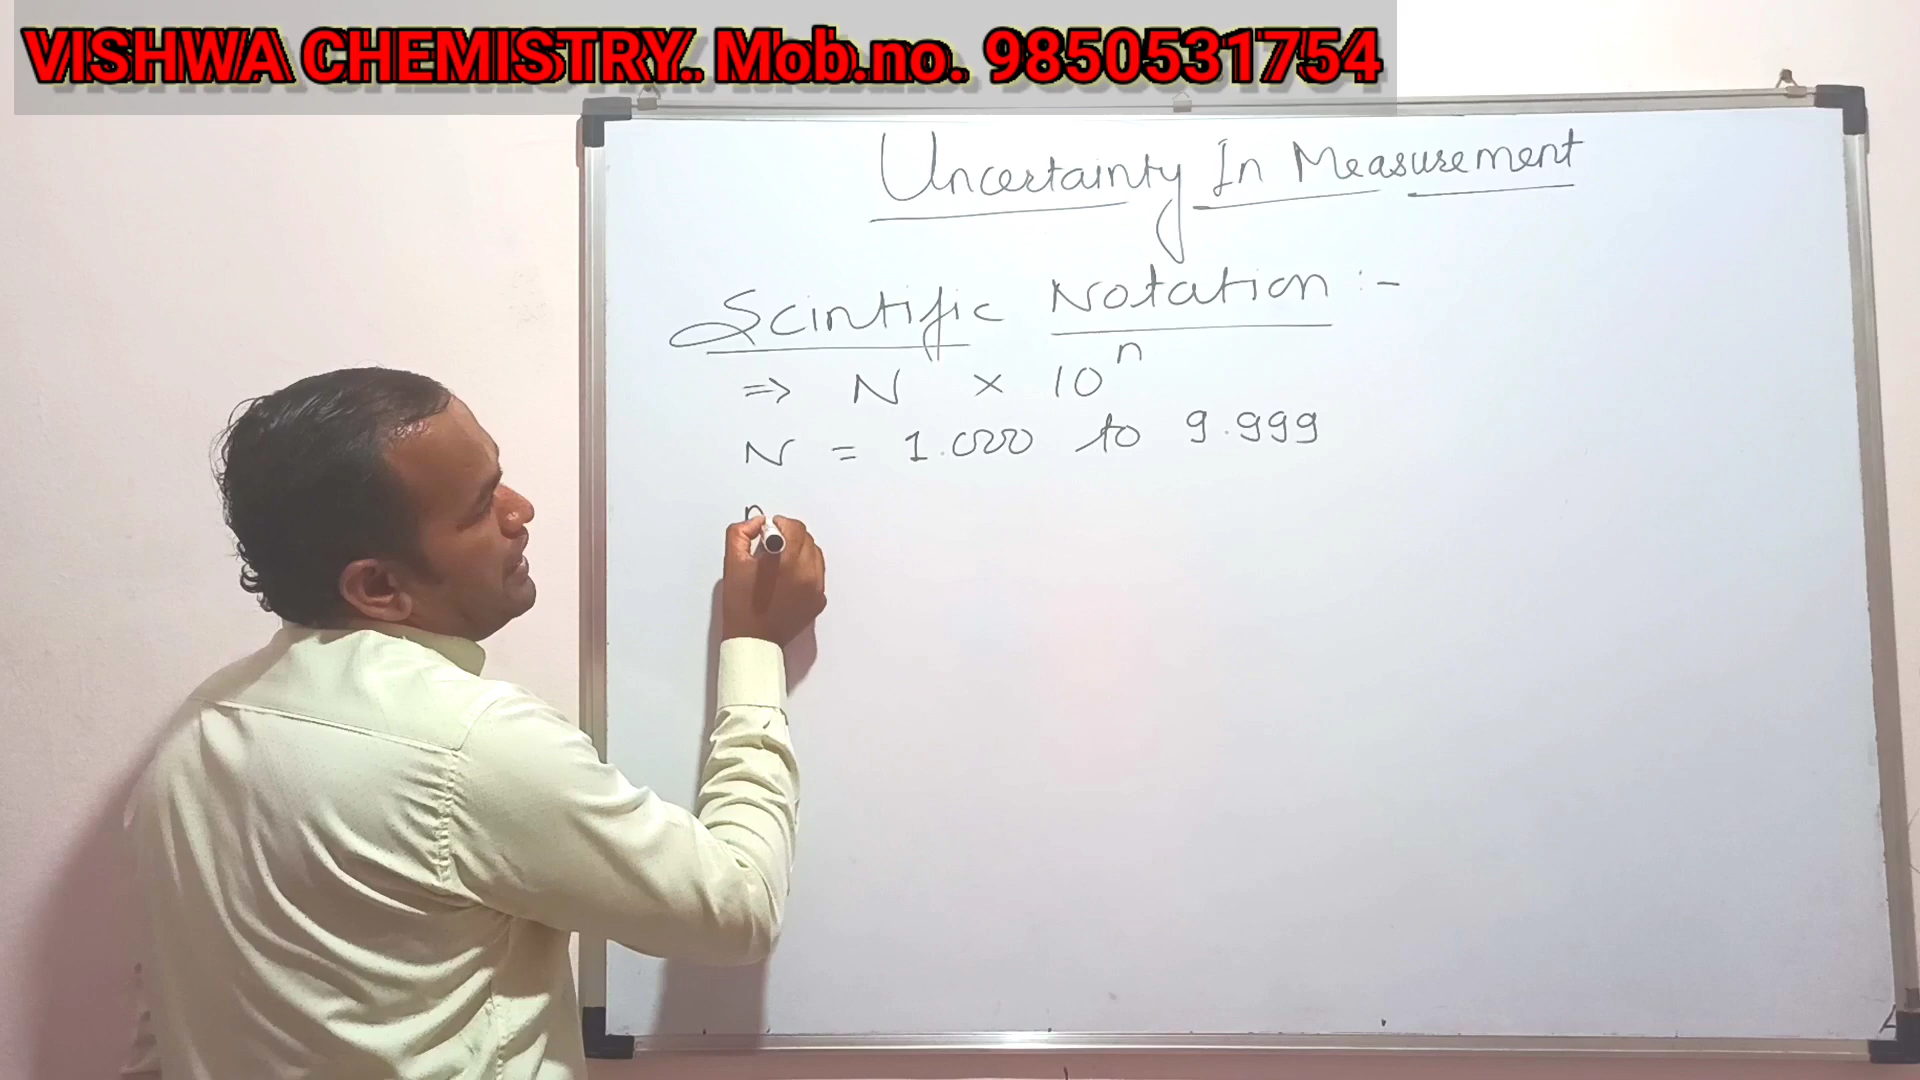 VISHWA CHEMISTRY. Mob.no. 9850531754
Uncertainty In Measurement
Scintific Notation :-
⇒ N × 10ⁿ
N = 1.000 to 9.999
n